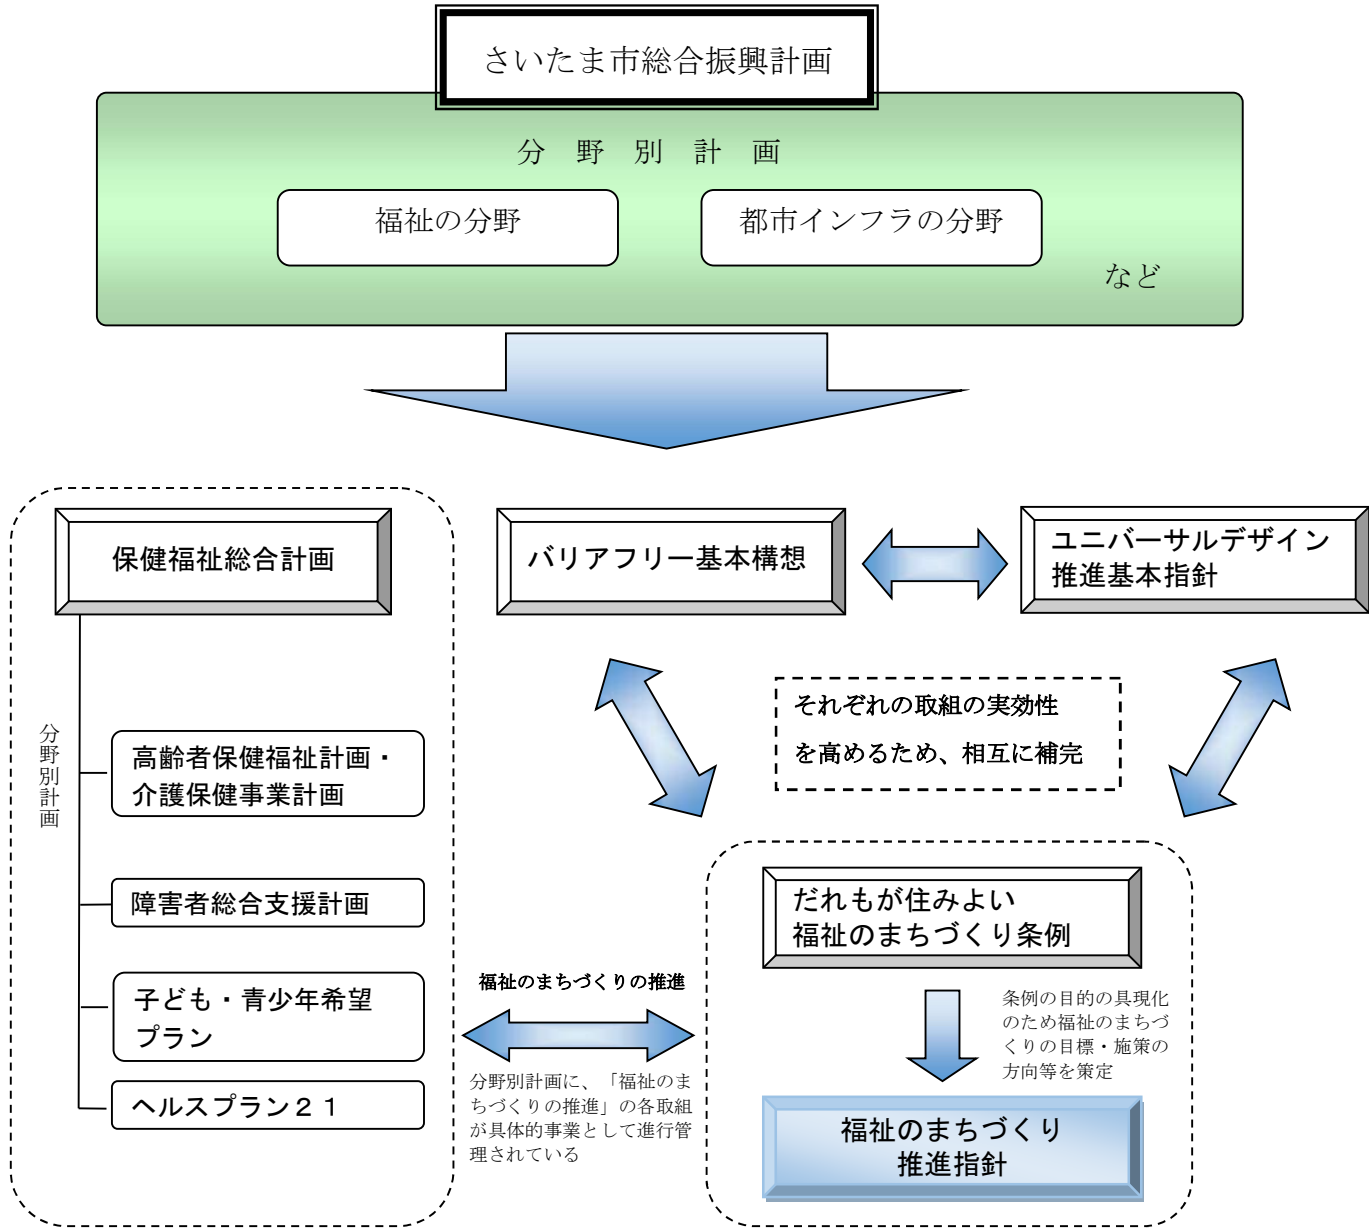 さいたま市総合振興計画
分野別計画
福祉の分野
都市インフラの分野
など
保健福祉総合計画
分野別計画
高齢者保健福祉計画・
介護保健事業計画
障害者総合支援計画
子ども・青少年希望
プラン
ヘルスプラン２１
バリアフリー基本構想
ユニバーサルデザイン
推進基本指針
それぞれの取組の実効性
を高めるため、相互に補完
福祉のまちづくりの推進
分野別計画に、「福祉のま
ちづくりの推進」の各取組
が具体的事業として進行管
理されている
だれもが住みよい
福祉のまちづくり条例
条例の目的の具現化
のため福祉のまちづ
くりの目標・施策の
方向等を策定
福祉のまちづくり
推進指針